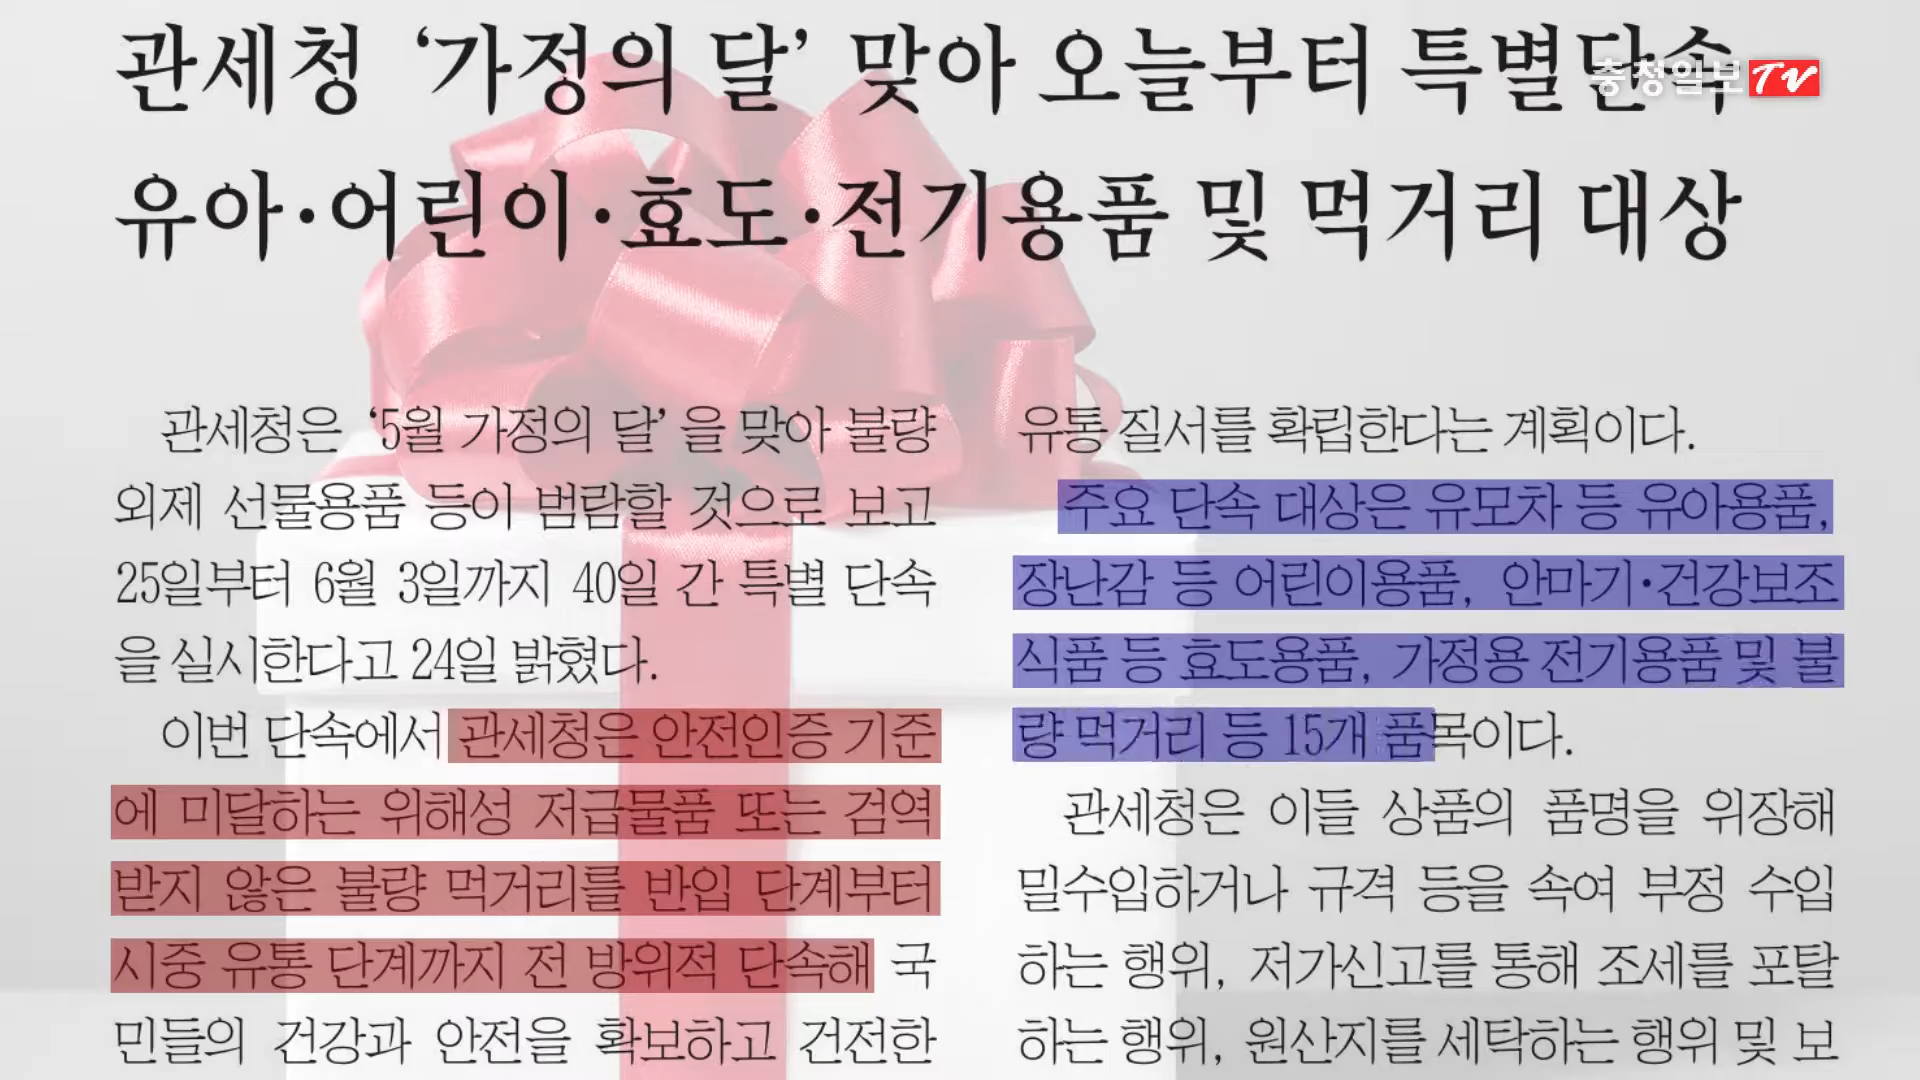 관세청 ‘가정의 달’ 맞아 오늘부터 특별단속
충청일보TV
유아·어린이·효도·전기용품 및 먹거리 대상
관세청은 ‘5월 가정의 달’을 맞아 불량
외제 선물용품 등이 범람할 것으로 보고
25일부터 6월 3일까지 40일 간 특별 단속
을 실시한다고 24일 밝혔다.
이번 단속에서 관세청은 안전인증 기준
에 미달하는 위해성 저급물품 또는 검역
받지 않은 불량 먹거리를 반입 단계부터
시중 유통 단계까지 전 방위적 단속해 국
민들의 건강과 안전을 확보하고 건전한
유통 질서를 확립한다는 계획이다.
주요 단속 대상은 유모차 등 유아용품,
장난감 등 어린이용품, 안마기·건강보조
식품 등 효도용품, 가정용 전기용품 및 불
량 먹거리 등 15개 품목이다.
관세청은 이들 상품의 품명을 위장해
밀수입하거나 규격 등을 속여 부정 수입
하는 행위, 저가신고를 통해 조세를 포탈
하는 행위, 원산지를 세탁하는 행위 및 보